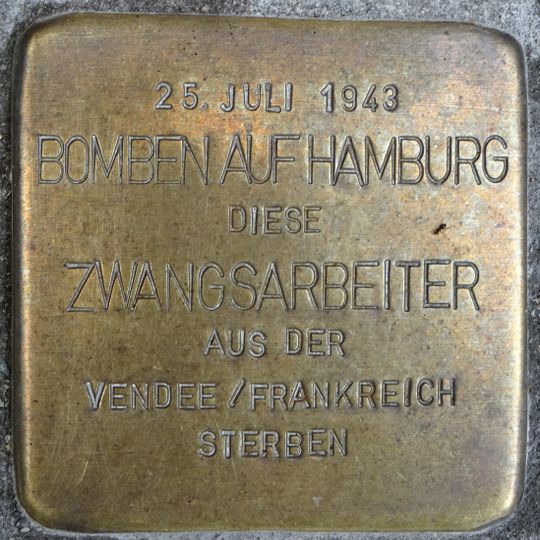 25. JULI 1943
BOMBEN AUF HAMBURG
DIESE
ZWANGSARBEITER
AUS DER
VENDEE/FRANKREICH
STERBEN